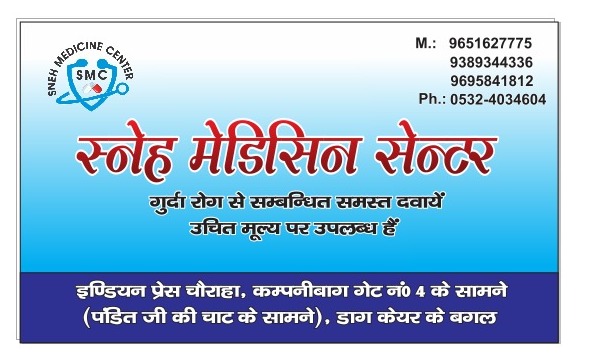 SNEH MEDICINE CENTER
SMC
M.: 9651627775
9389344336
9695841812
Ph.: 0532-4034604
स्नेह मेडिसिन सेन्टर
गुर्दा रोग से सम्बन्धित समस्त दवायें
उचित मूल्य पर उपलब्ध हैं
इण्डियन प्रेस चौराहा, कम्पनीबाग गेट नं0 4 के सामने
(पंडित जी की चाट के सामने), डाग केयर के बगल